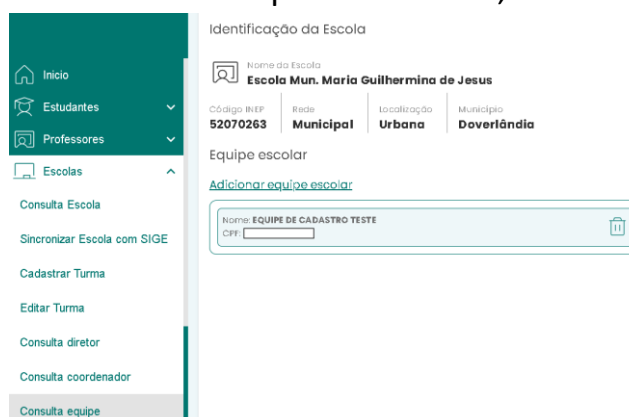 Identificação da Escola
Nome da Escola
Escola Mun. Maria Guilhermina de Jesus
Código INEP Rede Localização Município
52070263 Municipal Urbana Doverlândia
Equipe escolar
Adicionar equipe escolar
Nome: EQUIPE DE CADASTRO TESTE
CPF:
Inicio
Estudantes
Professores
Escolas
Consulta Escola
Sincronizar Escola com SIGE
Cadastrar Turma
Editar Turma
Consulta diretor
Consulta coordenador
Consulta equipe